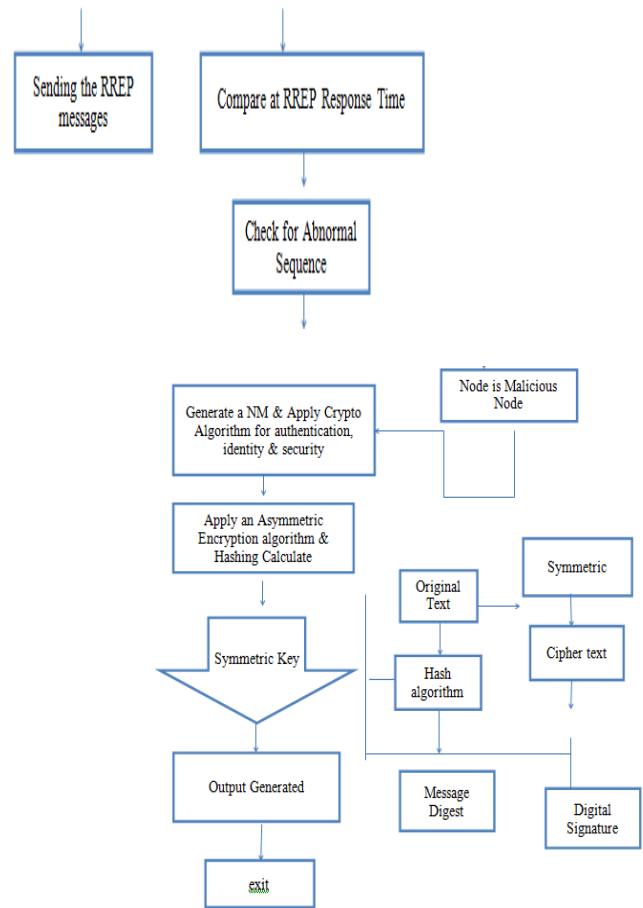 Sending the RREP
messages
Compare at RREP Response Time
Check for Abnormal
Sequence
Node is Malicious
Node
Generate a NM & Apply Crypto
Algorithm for authentication,
identity & security
Apply an Asymmetric
Encryption algorithm &
Hashing Calculate
Symmetric
Original
Text
Symmetric Key
Cipher text
Hash
algorithm
Output Generated
Message
Digest
Digital
Signature
exit